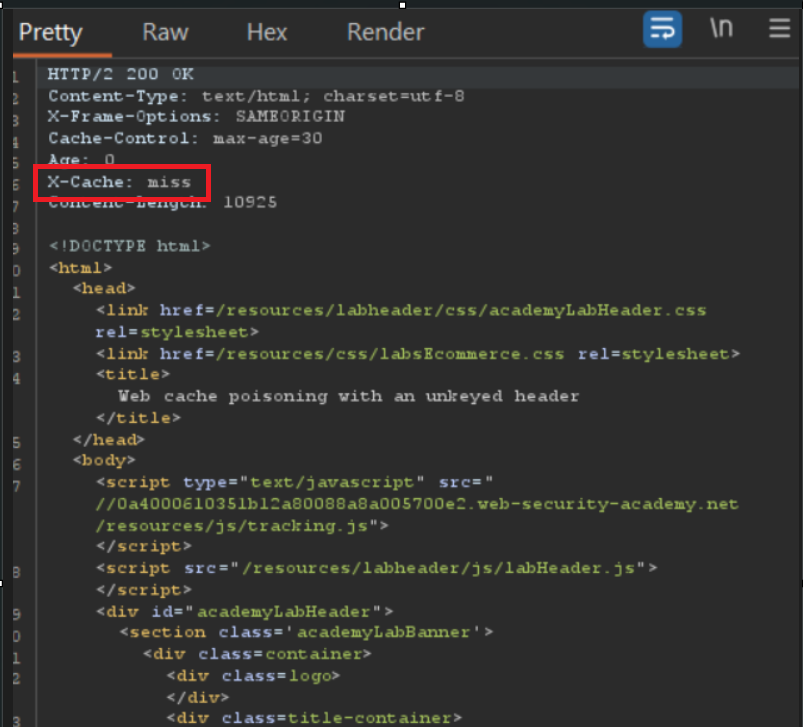 Pretty Raw Hex Render \n
1 HTTP/2 200 OK
2 Content-Type: text/html; charset=utf-8
3 X-Frame-Options: SAMEORIGIN
4 Cache-Control: max-age=30
5 Age: 0
6 X-Cache: miss
7 Content-Length: 10925
8
9 <!DOCTYPE html>
0 <html>
1 <head>
2 <link href=/resources/labheader/css/academyLabHeader.css
rel=stylesheet>
3 <link href=/resources/css/labsEcommerce.css rel=stylesheet>
4 <title>
Web cache poisoning with an unkeyed header
</title>
5 </head>
6 <body>
7 <script type="text/javascript" src="
//0a4000610351b12a80088a8a005700e2.web-security-academy.net
/resources/js/tracking.js">
</script>
8 <script src="/resources/labheader/js/labHeader.js">
</script>
9 <div id="academyLabHeader">
0 <section class='academyLabBanner'>
1 <div class=container>
2 <div class=logo>
</div>
3 <div class=title-container>